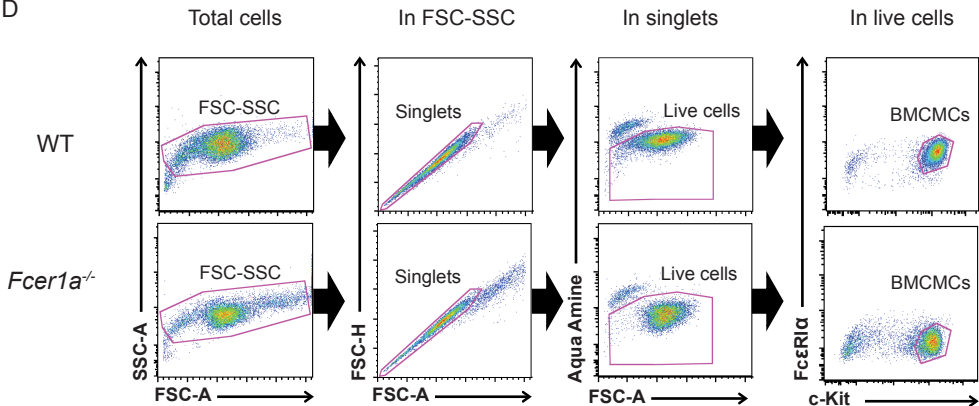 D
Total cells
In FSC-SSC
In singlets
In live cells
WT
FSC-SSC
Singlets
Live cells
BMCMCs
Fcer1a-/-
FSC-SSC
Singlets
Live cells
BMCMCs
SSC-A
FSC-A
FSC-H
FSC-A
Aqua Amine
FSC-A
FcεRIα
c-Kit